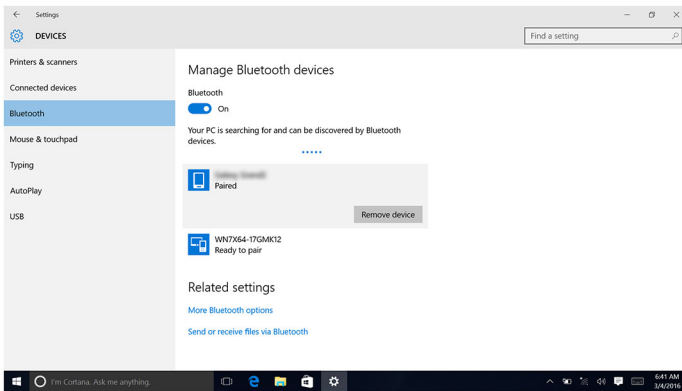 Settings
DEVICES
Find a setting
Printers & scanners
Connected devices
Bluetooth
Mouse & touchpad
Typing
AutoPlay
USB
Manage Bluetooth devices
Bluetooth
On
Your PC is searching for and can be discovered by Bluetooth
devices.
Paired
Remove device
WN7X64-17GMK12
Ready to pair
Related settings
More Bluetooth options
Send or receive files via Bluetooth
I'm Cortana. Ask me anything.
6:41 AM
3/4/2016